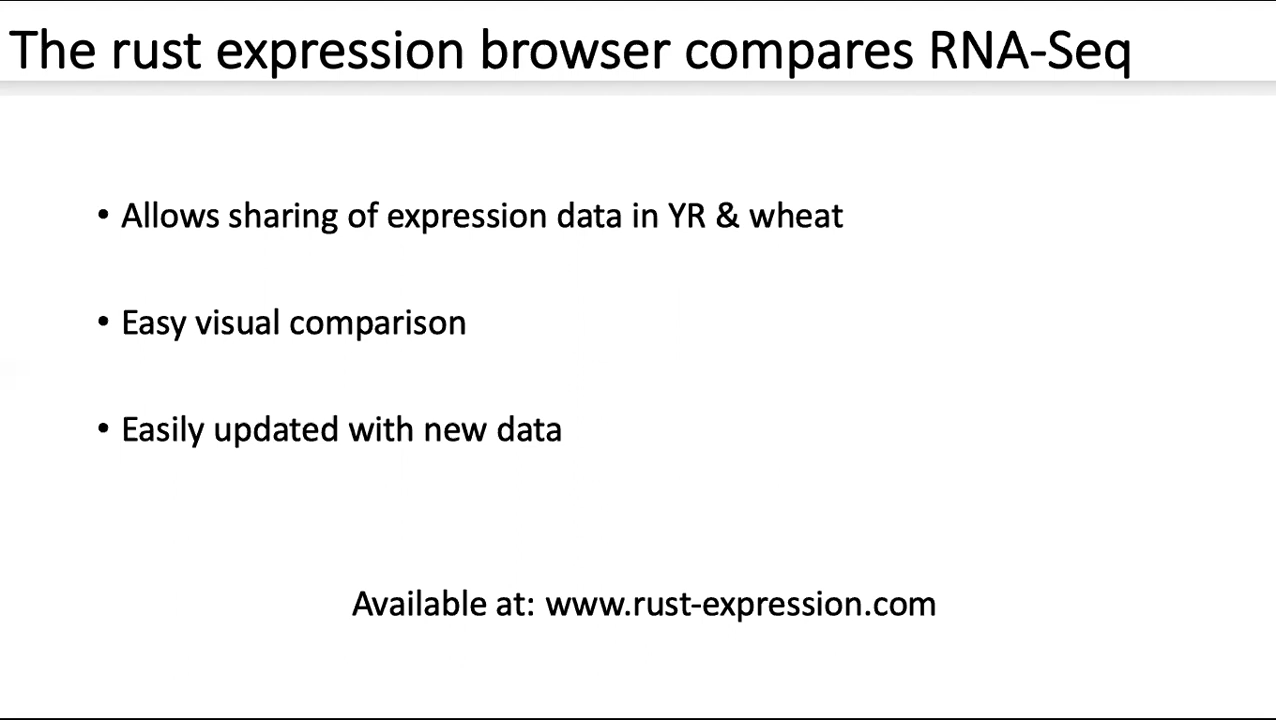 The rust expression browser compares RNA-Seq
• Allows sharing of expression data in YR & wheat
• Easy visual comparison
• Easily updated with new data
Available at: www.rust-expression.com